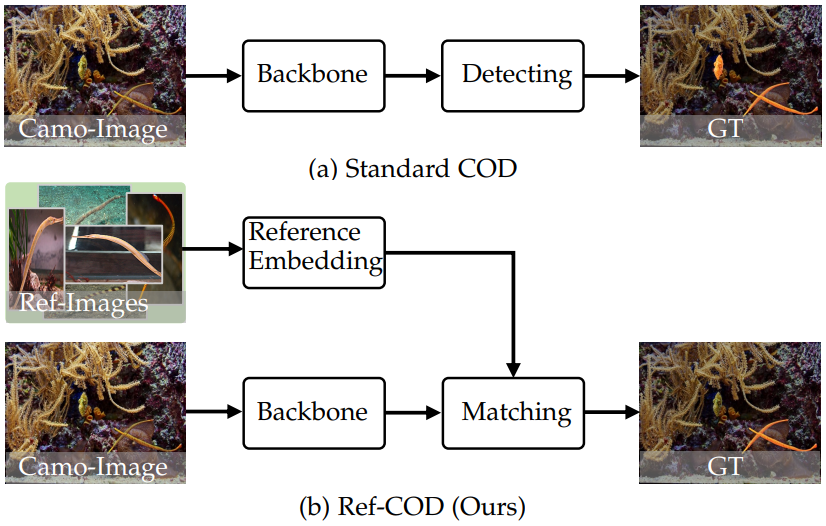 Camo-Image
Backbone
Detecting
GT
(a) Standard COD
Ref-Images
Reference
Embedding
Camo-Image
Backbone
Matching
GT
(b) Ref-COD (Ours)